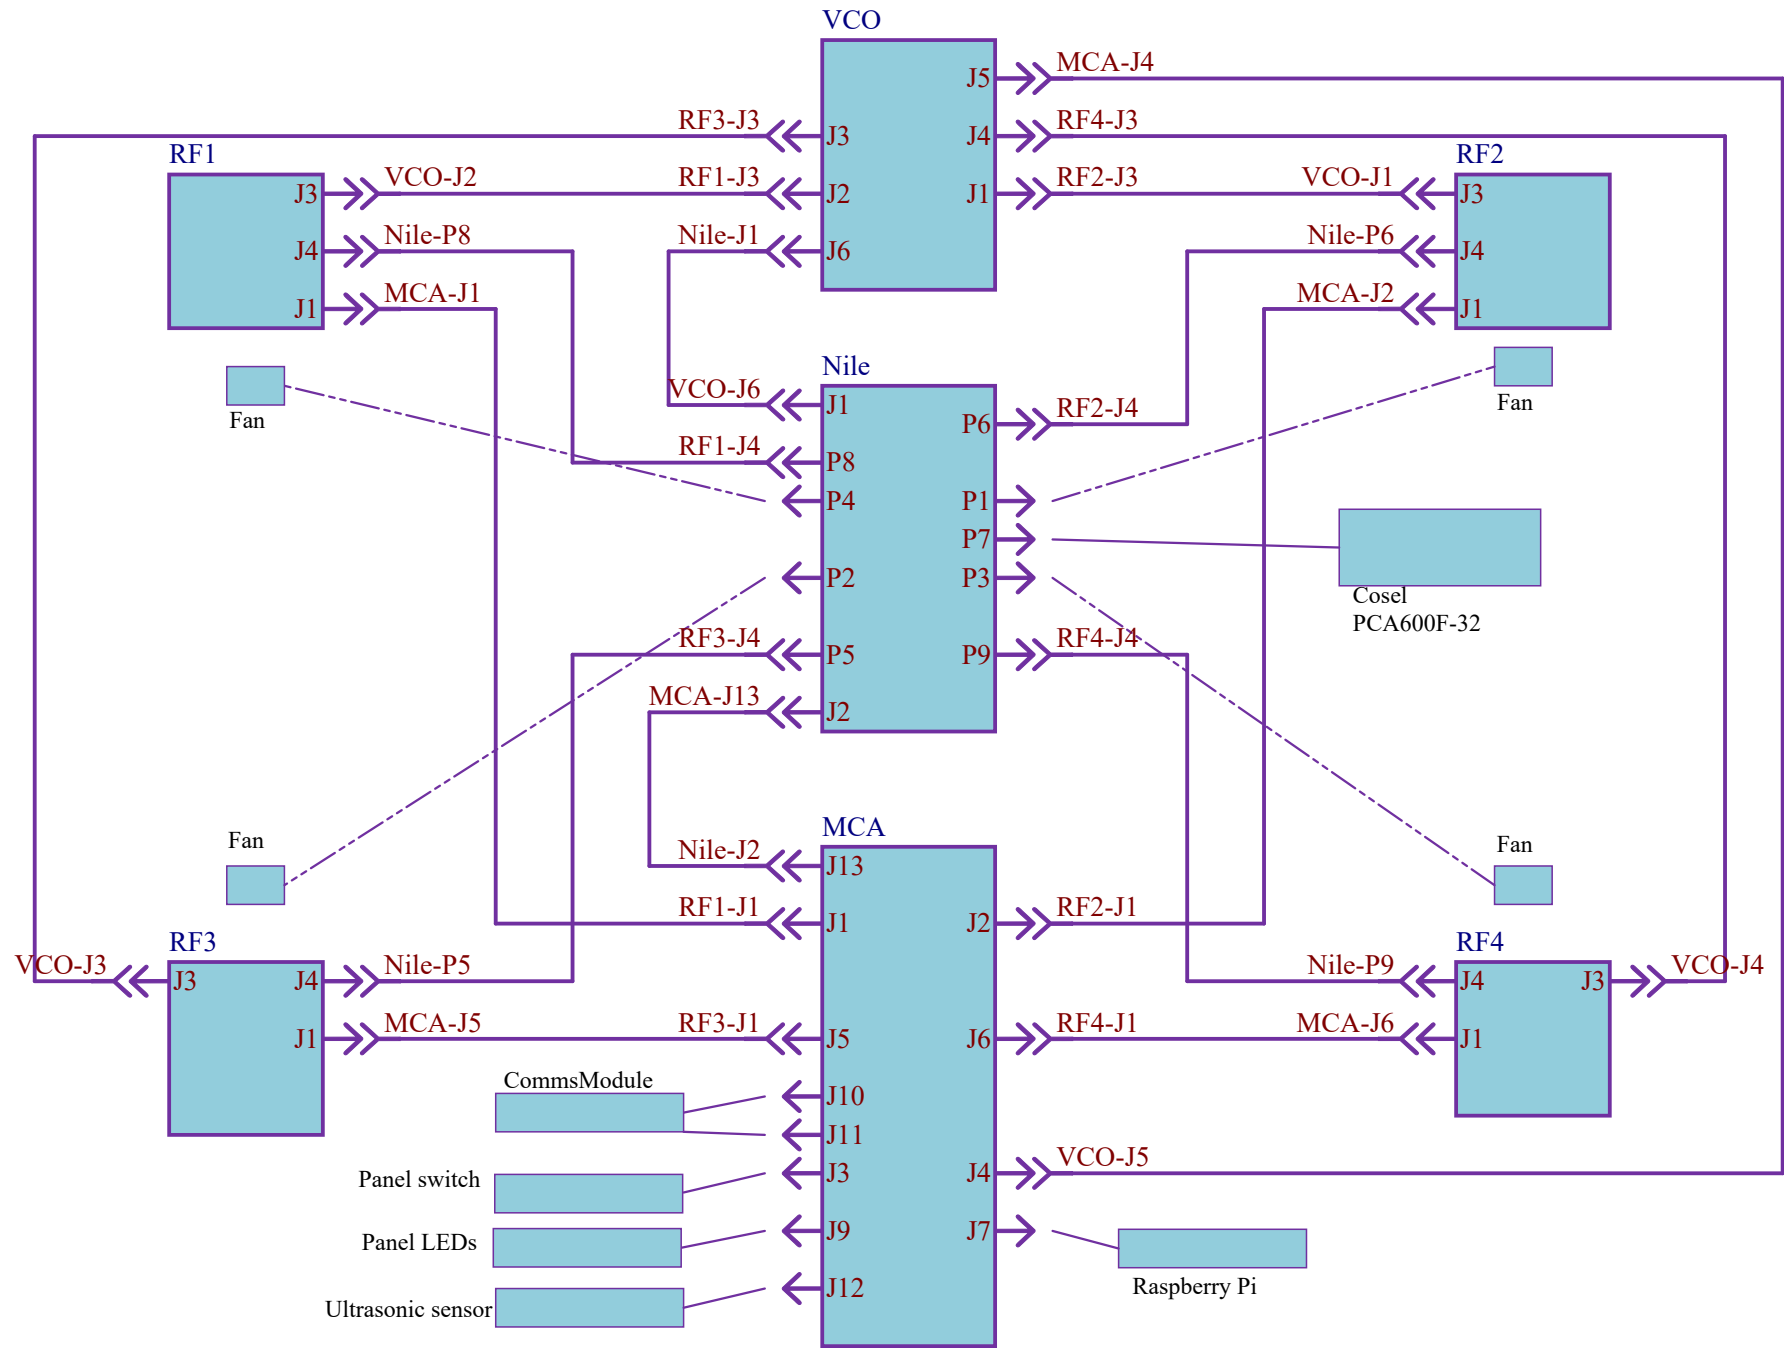 VCO
J5
MCA-J4
RF3-J3
J3
J4
RF4-J3
RF1
RF2
J3
VCO-J2
RF1-J3
J2
J1
RF2-J3
VCO-J1
J3
J4
Nile-P8
Nile-J1
J6
Nile-P6
J4
J1
MCA-J1
MCA-J2
J1
Nile
Fan
VCO-J6
J1
P6
RF2-J4
Fan
RF1-J4
P8
P4
P1
P7
P2
P3
Cosel
PCA600F-32
RF3-J4
P5
P9
RF4-J4
MCA-J13
J2
MCA
Fan
Fan
Nile-J2
J13
RF1-J1
J1
J2
RF2-J1
RF3
RF4
VCO-J3
J3
J4
Nile-P5
Nile-P9
J4
J3
VCO-J4
J1
MCA-J5
RF3-J1
J5
J6
RF4-J1
MCA-J6
J1
CommsModule
J10
J11
Panel switch
J3
J4
VCO-J5
Panel LEDs
J9
J7
Ultrasonic sensor
J12
Raspberry Pi